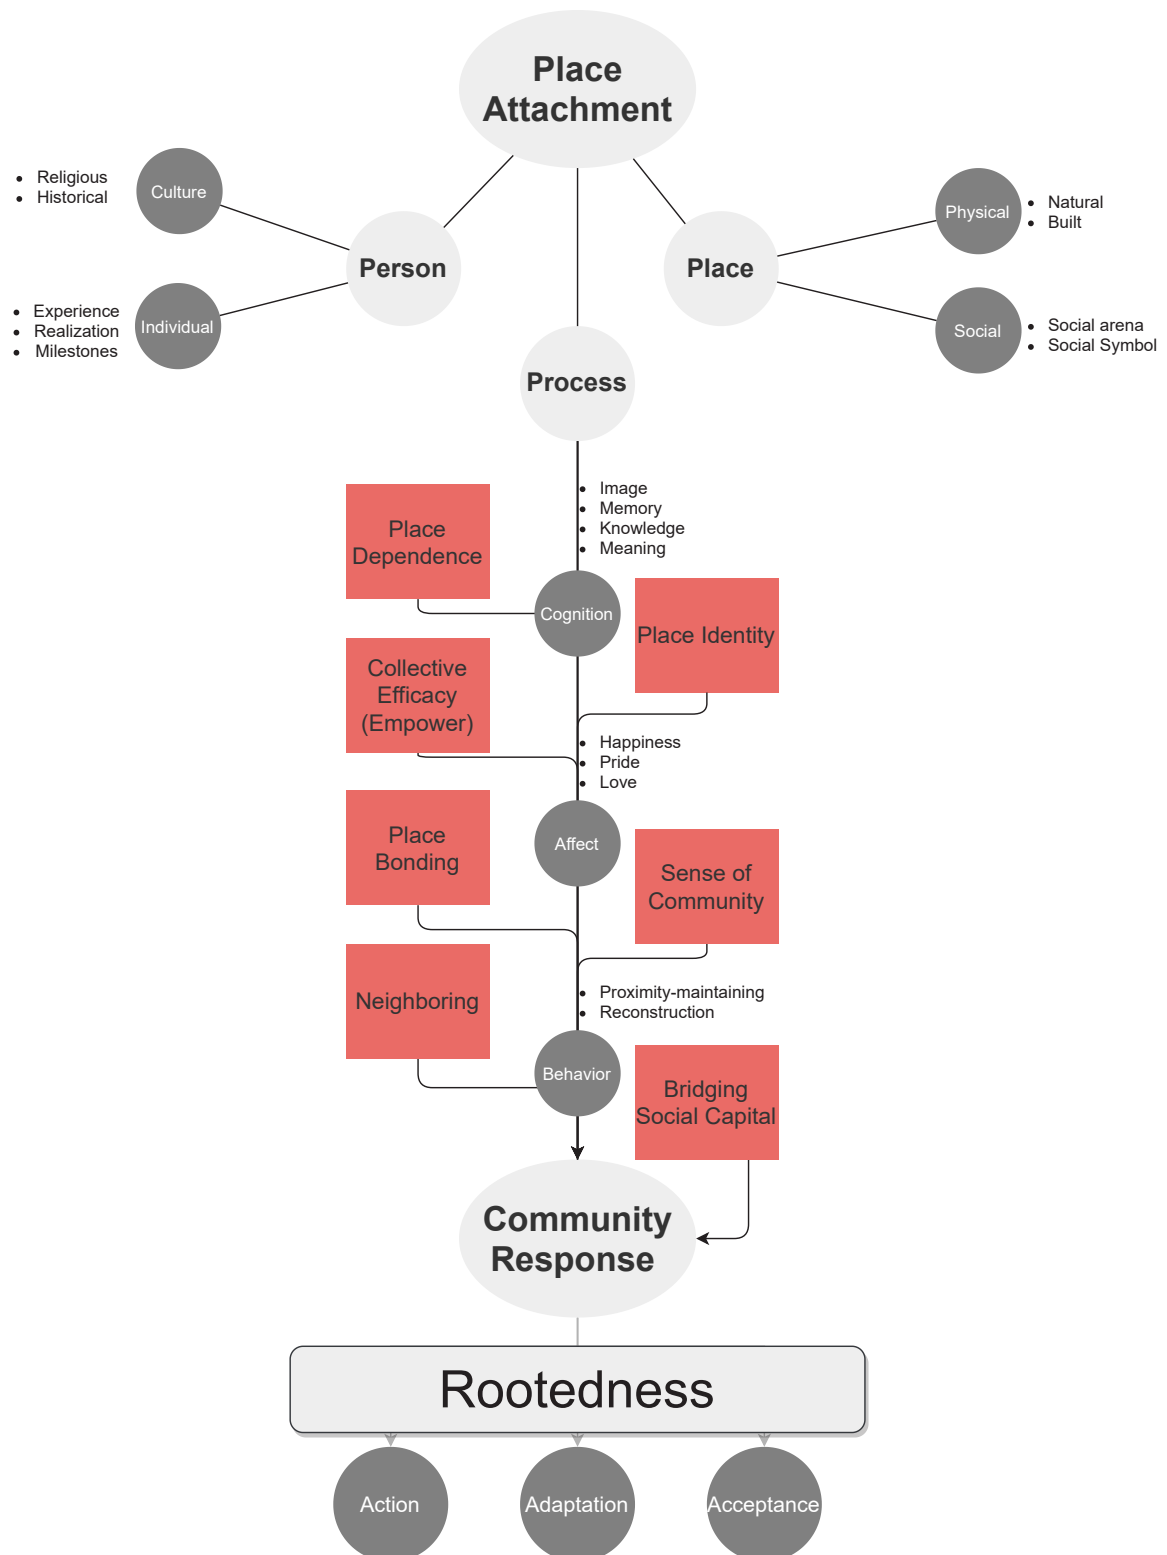 Place
Attachment
• Religious
• Historical
Culture
Person
• Experience
• Realization
• Milestones
Individual
Place
Physical
• Natural
• Built
Social
• Social arena
• Social Symbol
Process
• Image
• Memory
• Knowledge
• Meaning
Place
Dependence
Cognition
Place Identity
Collective
Efficacy
(Empower)
• Happiness
• Pride
• Love
Place
Bonding
Affect
Sense of
Community
Neighboring
• Proximity-maintaining
• Reconstruction
Behavior
Bridging
Social Capital
Community
Response
Rootedness
Action
Adaptation
Acceptance